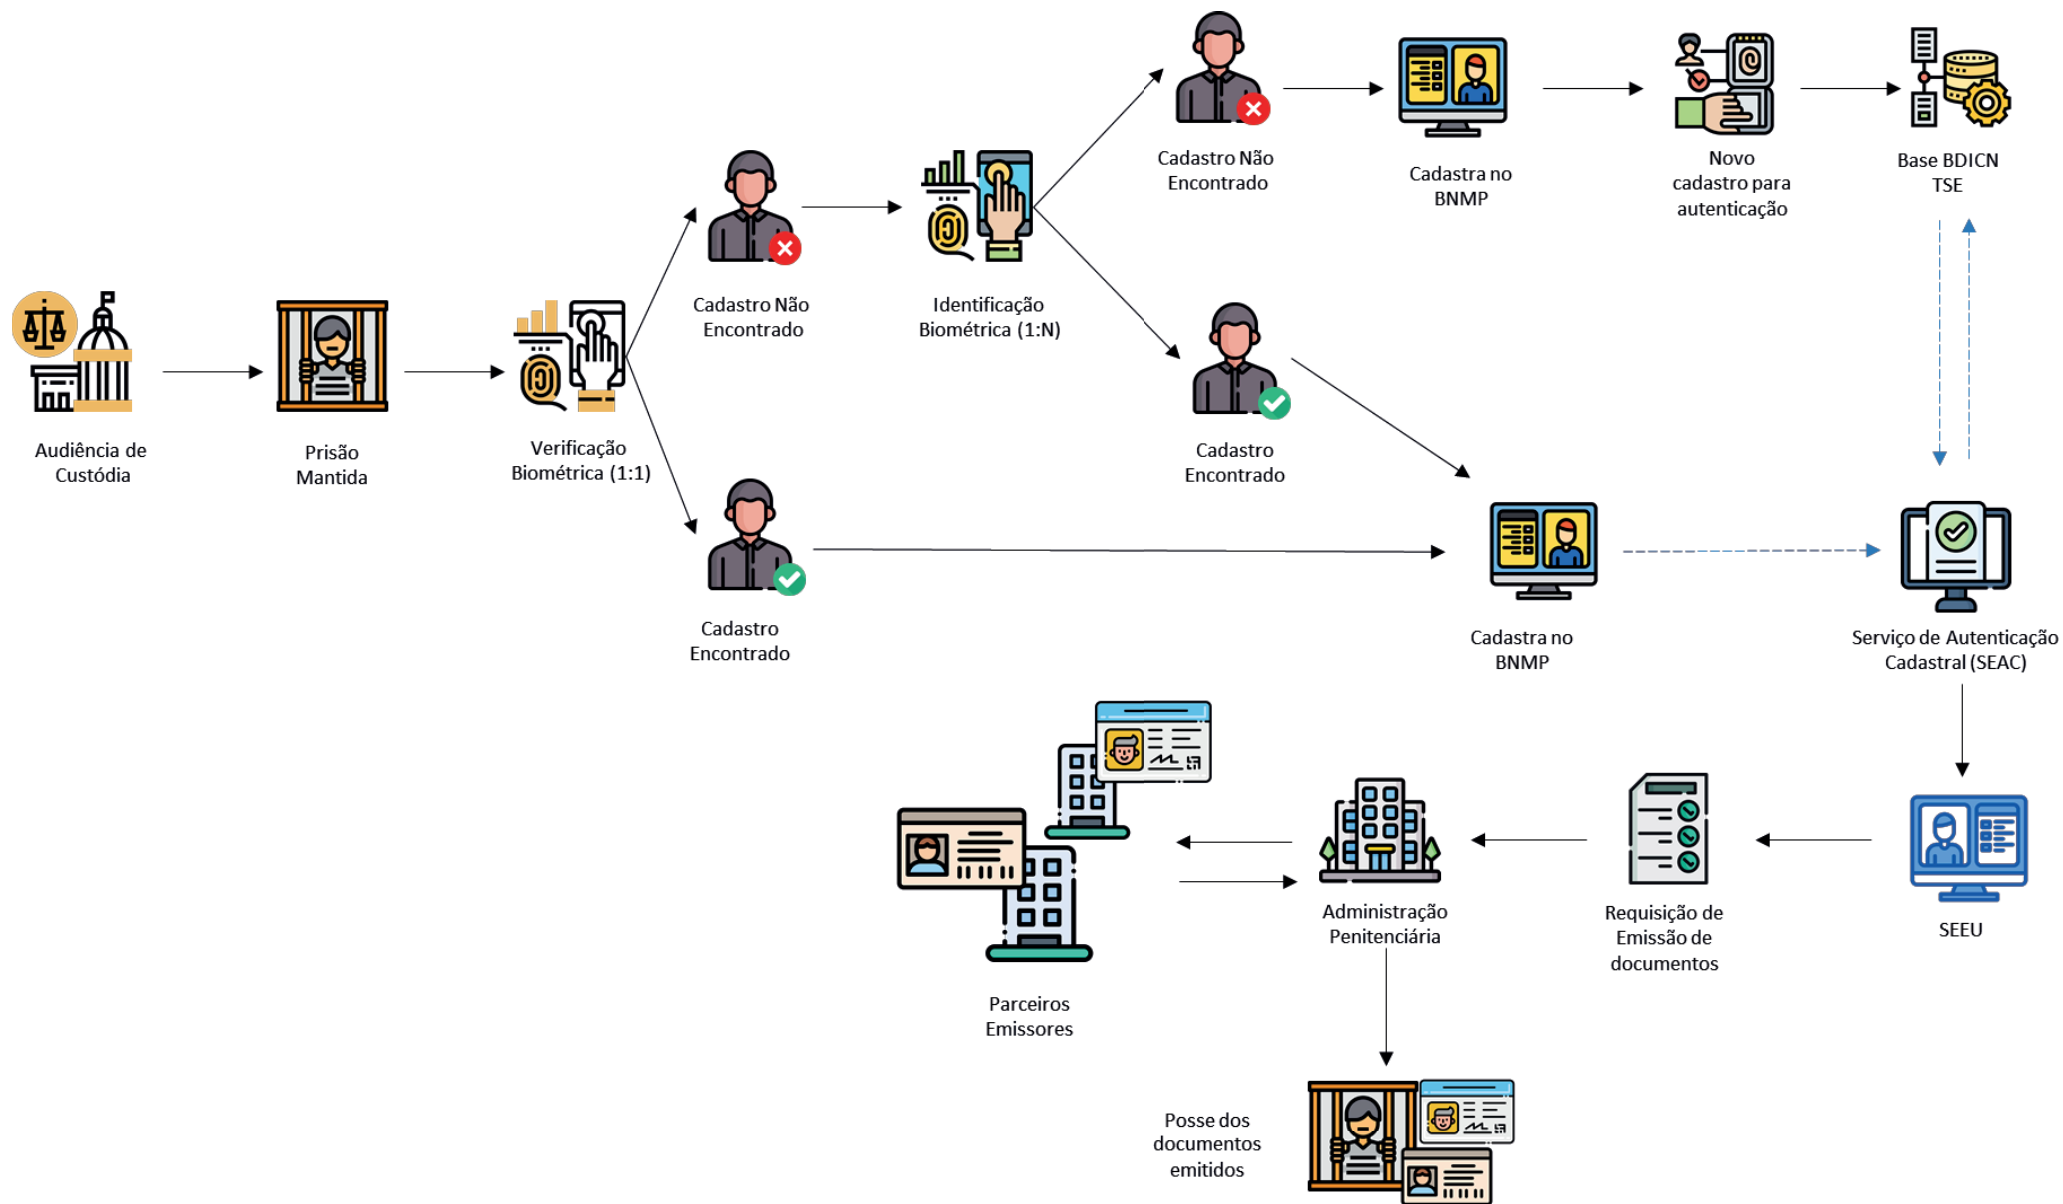 Audiência de
Custódia
Prisão
Mantida
Verificação
Biométrica (1:1)
Cadastro Não
Encontrado
Cadastro
Encontrado
Identificação
Biométrica (1:N)
Cadastro Não
Encontrado
Cadastro
Encontrado
Cadastra no
BNMP
Novo
cadastro para
autenticação
Base BDICN
TSE
Cadastra no
BNMP
Serviço de Autenticação
Cadastral (SEAC)
SEEU
Requisição de
Emissão de
documentos
Administração
Penitenciária
Parceiros
Emissores
Posse dos
documentos
emitidos